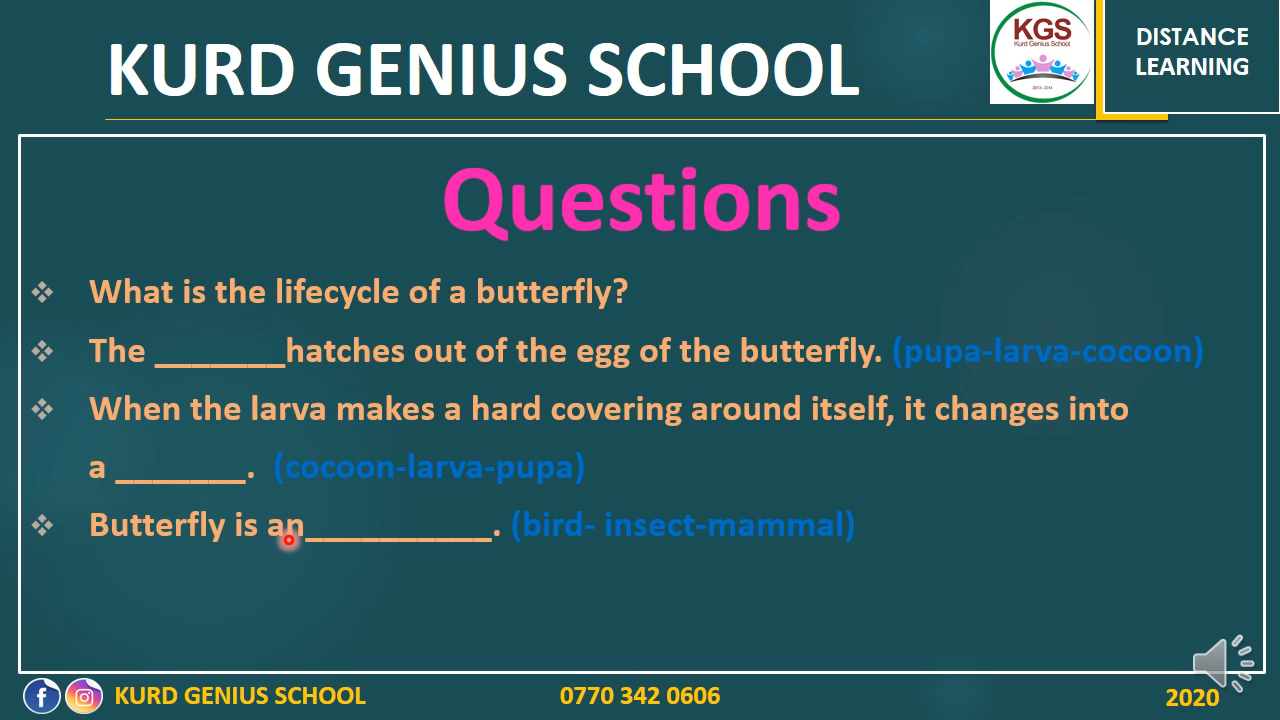 KURD GENIUS SCHOOL
KGS
Kurd Genius School
2013 - 2014
DISTANCE
LEARNING
Questions
What is the lifecycle of a butterfly?
The _______hatches out of the egg of the butterfly. (pupa-larva-cocoon)
When the larva makes a hard covering around itself, it changes into
a _______. (cocoon-larva-pupa)
Butterfly is an__________. (bird- insect-mammal)
KURD GENIUS SCHOOL
0770 342 0606
2020